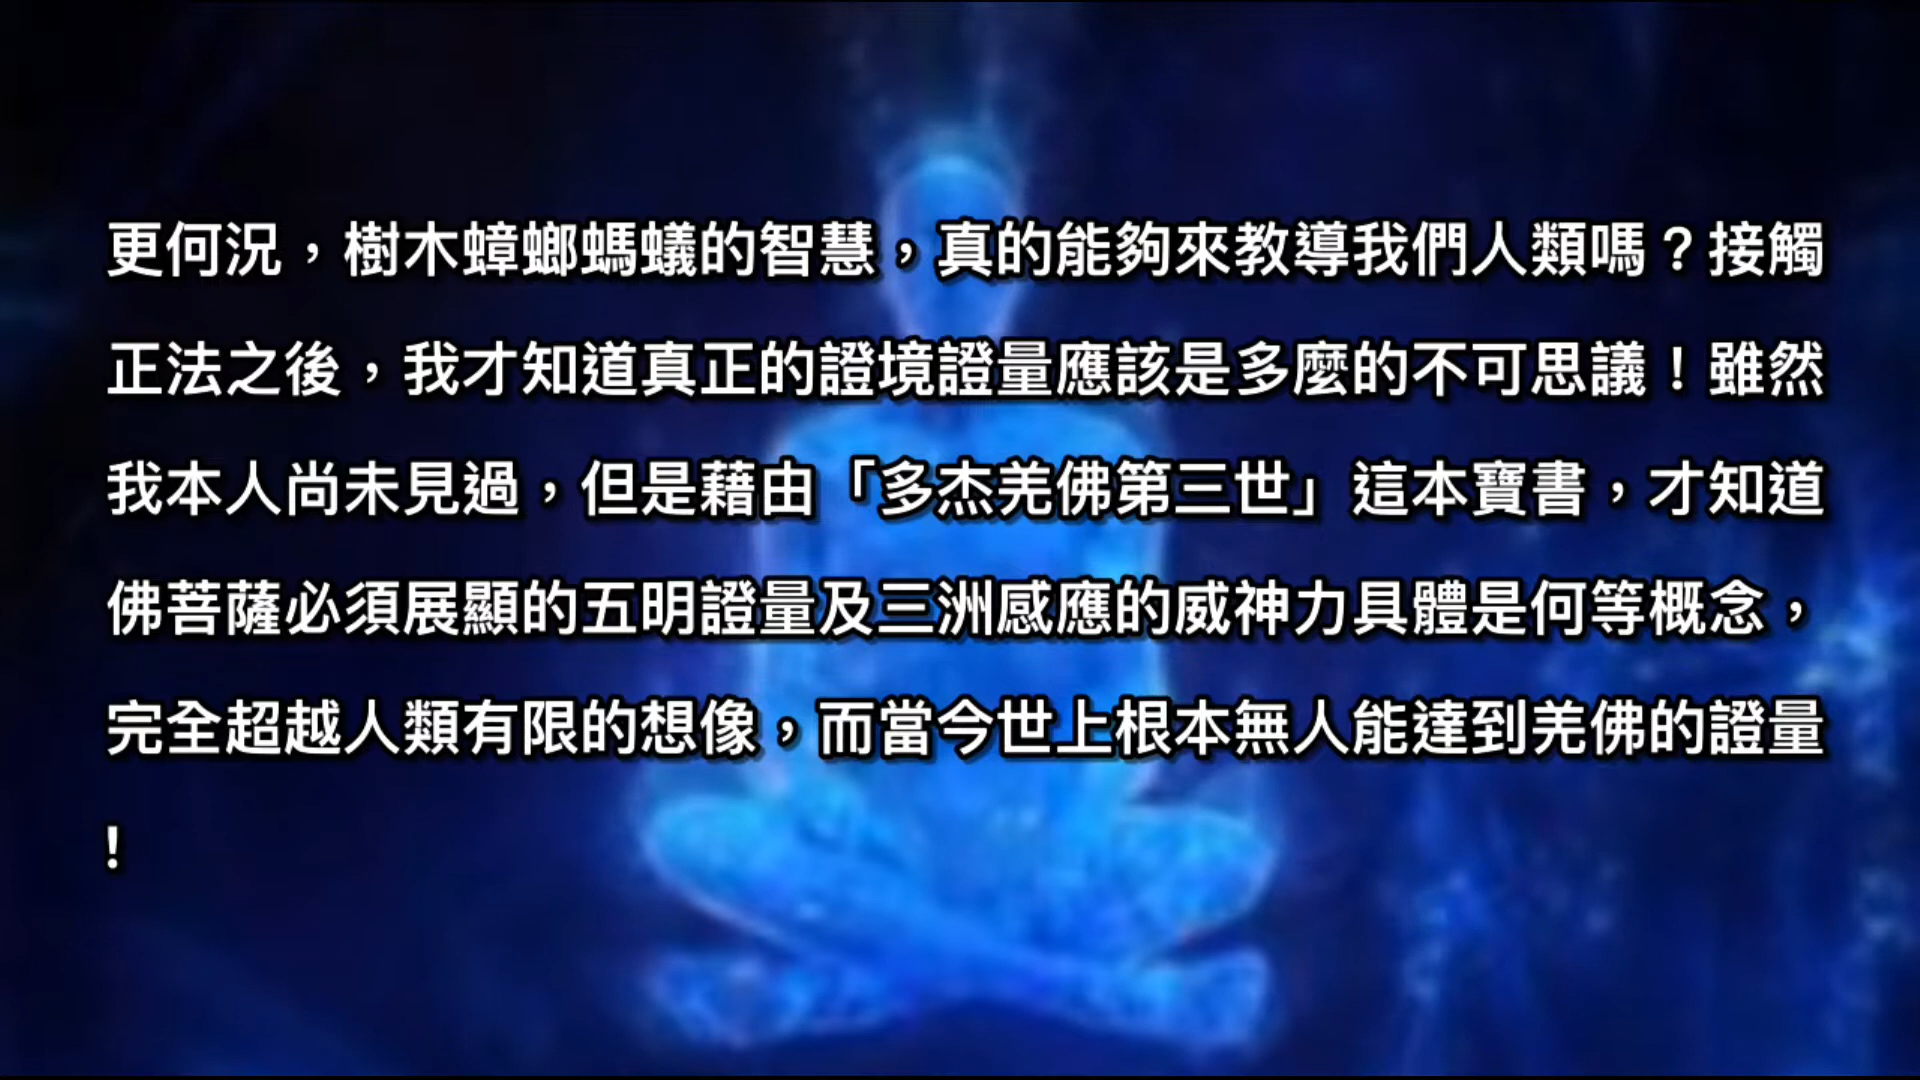 更何況，樹木蟑螂螞蟻的智慧，真的能夠來教導我們人類嗎？接觸
正法之後，我才知道真正的證境證量應該是多麼的不可思議！雖然
我本人尚未見過，但是藉由「多杰羌佛第三世」這本寶書，才知道
佛菩薩必須展顯的五明證量及三洲感應的威神力具體是何等概念，
完全超越人類有限的想像，而當今世上根本無人能達到羌佛的證量
！